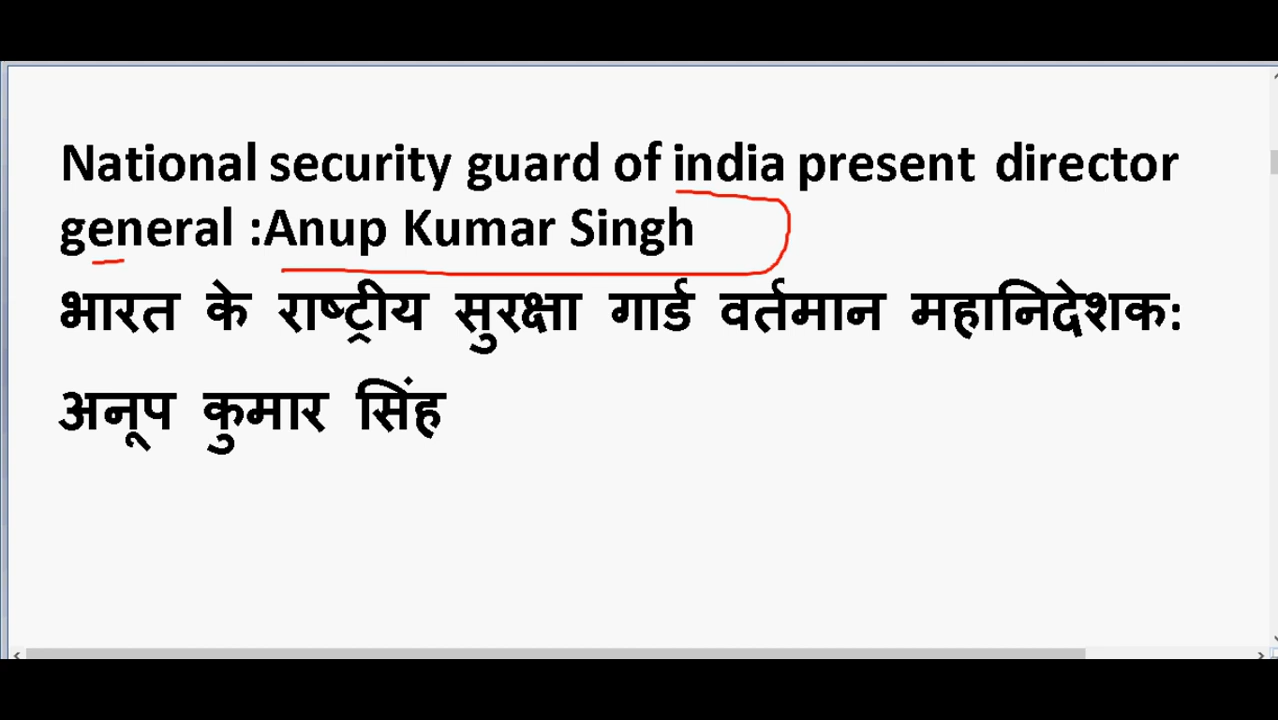 National security guard of india present director
general :Anup Kumar Singh
भारत के राष्ट्रीय सुरक्षा गार्ड वर्तमान महानिदेशक:
अनूप कुमार सिंह